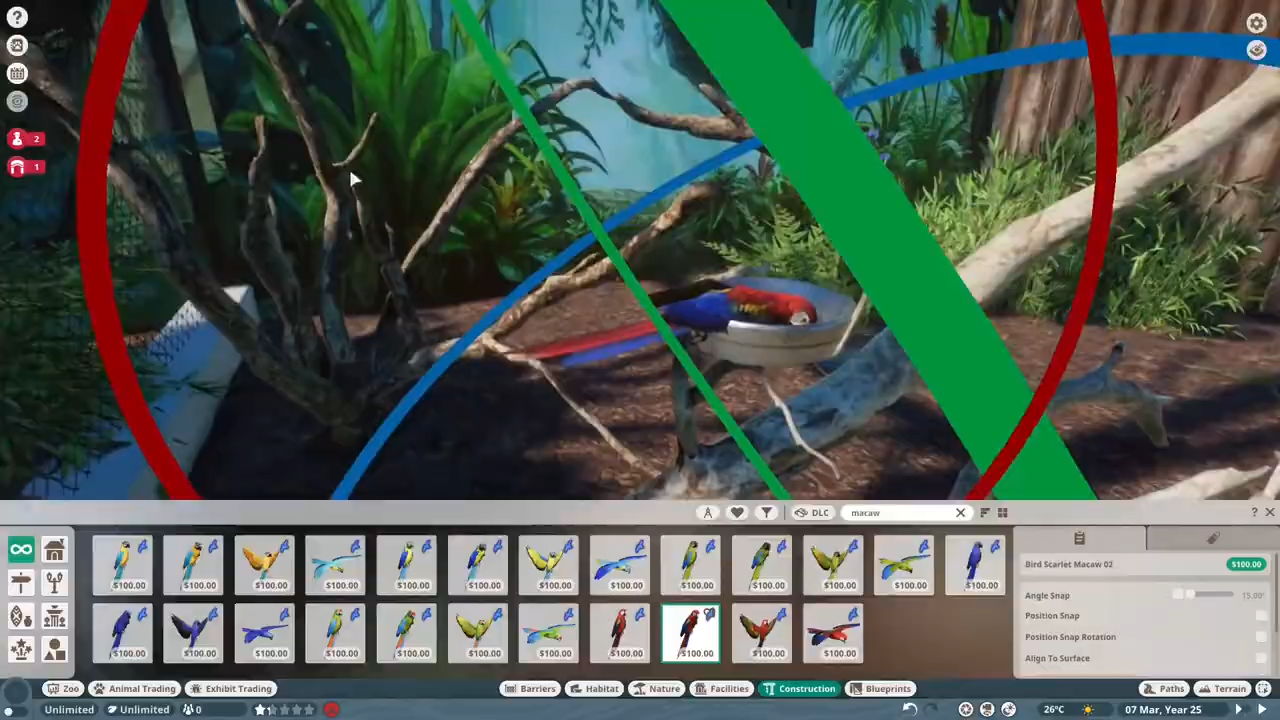 ?
2
1
DLC
macaw
?
$100.00 $100.00 $100.00 $100.00 $100.00 $100.00 $100.00 $100.00 $100.00 $100.00 $100.00 $100.00 $100.00
$100.00 $100.00 $100.00 $100.00 $100.00 $100.00 $100.00 $100.00 $100.00 $100.00 $100.00
Bird Scarlet Macaw 02 $100.00
Angle Snap 15.00°
Position Snap
Position Snap Rotation
Align To Surface
Zoo Animal Trading Exhibit Trading Barriers Habitat Nature Facilities Construction Blueprints Paths Terrain
Unlimited Unlimited 0 26°C 07 Mar, Year 25